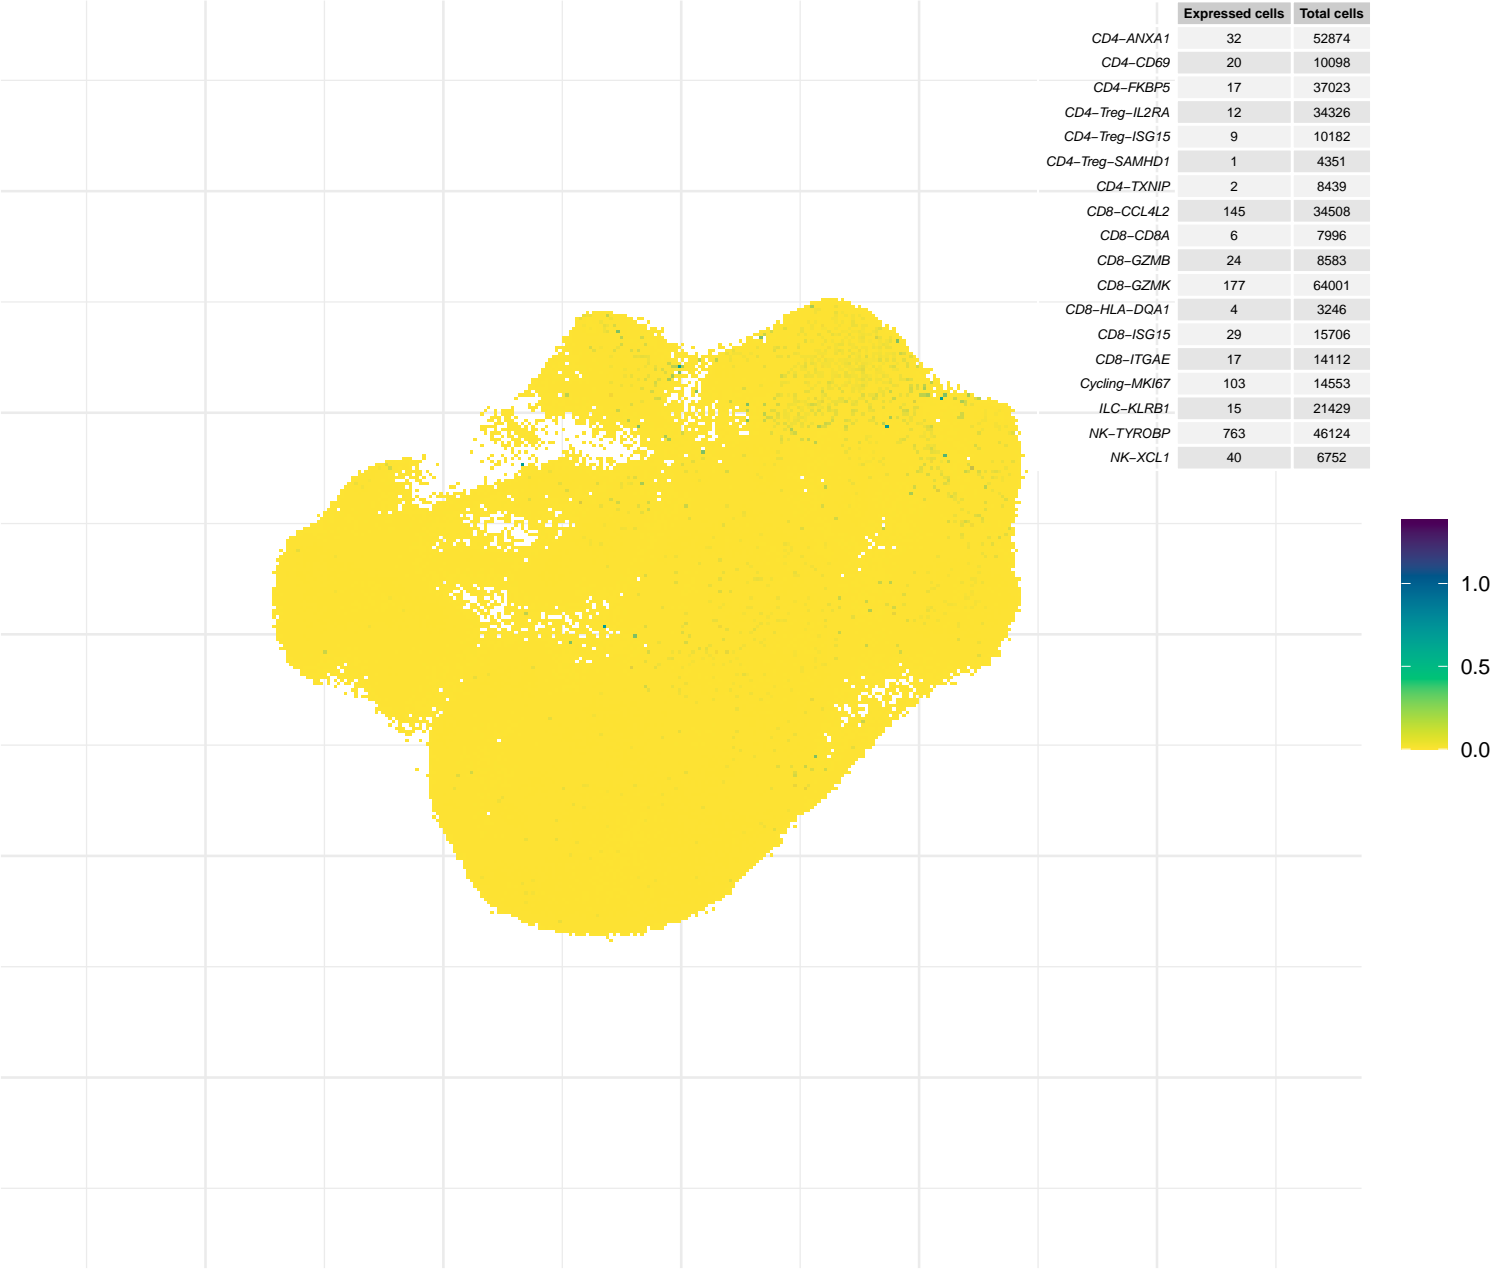 Expressed cells Total cells
CD4−ANXA1 32 52874
CD4−CD69 20 10098
CD4−FKBP5 17 37023
CD4−Treg−IL2RA 12 34326
CD4−Treg−ISG15 9 10182
CD4−Treg−SAMHD1 1 4351
CD4−TXNIP 2 8439
CD8−CCL4L2 145 34508
CD8−CD8A 6 7996
CD8−GZMB 24 8583
CD8−GZMK 177 64001
CD8−HLA−DQA1 4 3246
CD8−ISG15 29 15706
CD8−ITGAE 17 14112
Cycling−MKI67 103 14553
ILC−KLRB1 15 21429
NK−TYROBP 763 46124
NK−XCL1 40 6752
1.0
0.5
0.0